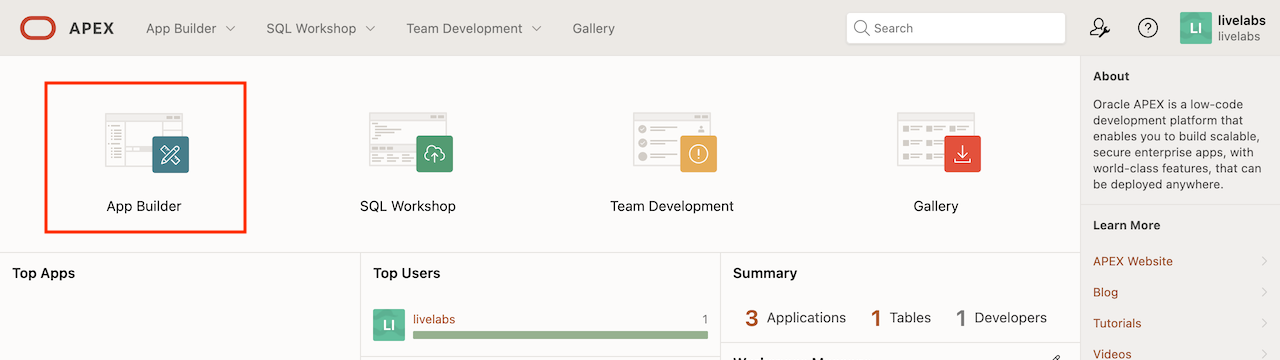 APEX App Builder SQL Workshop Team Development Gallery Search livelabs
livelabs
LI
App Builder
SQL Workshop
Team Development
Gallery
About
Oracle APEX is a low-code
development platform that
enables you to build scalable,
secure enterprise apps, with
world-class features, that can
be deployed anywhere.
Learn More
APEX Website
Blog
Tutorials
Videos
Top Apps
Top Users
LI livelabs 1
Summary
3 Applications 1 Tables 1 Developers